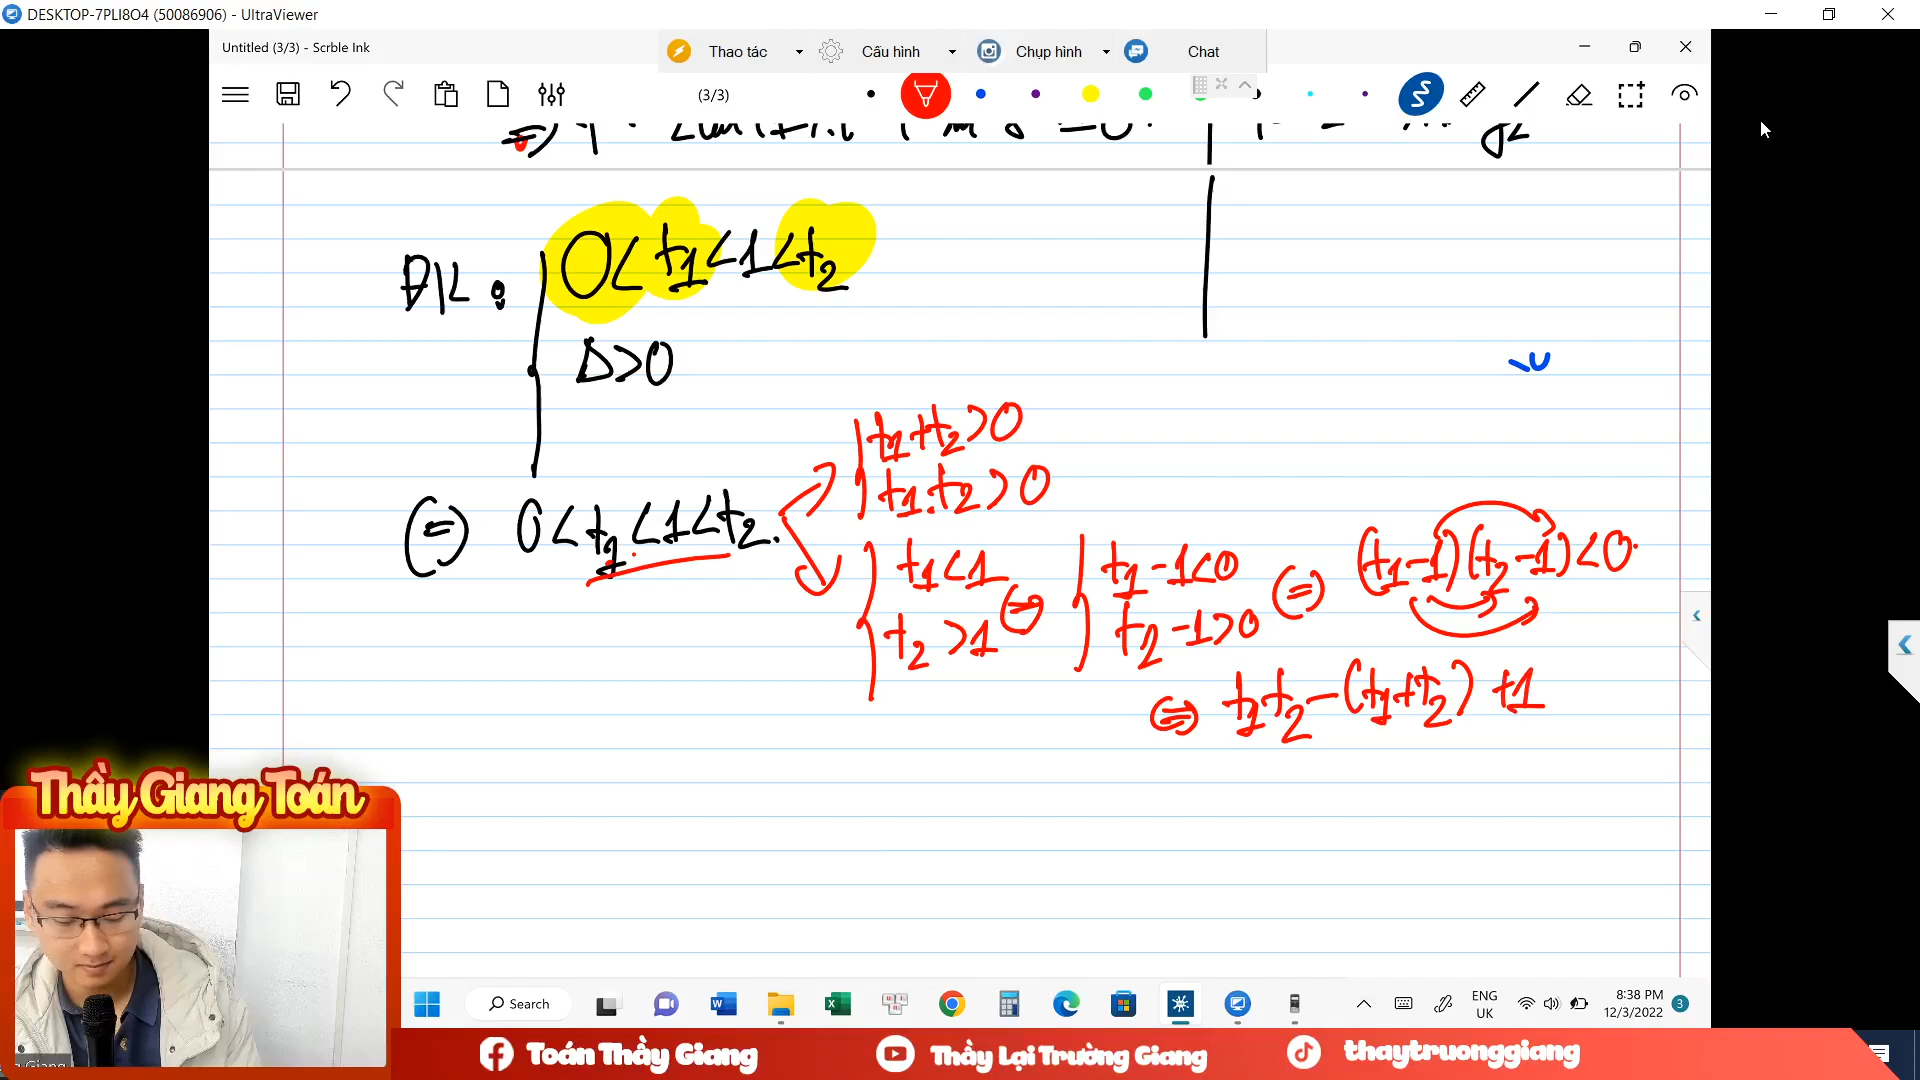 DESKTOP-7PLI8O4 (50086906) - UltraViewer
Untitled (3/3) - Scrble Ink
Thao tác
Cấu hình
Chụp hình
Chat
(3/3)
ĐK:
0 < t₁ < 1 < t₂
Δ > 0
t₁ + t₂ > 0
t₁.t₂ > 0
(=) 0 < t₁ < 1 < t₂.
t₁ < 1
t₂ > 1
(=)
t₁ - 1 < 0
t₂ - 1 > 0
(=) (t₁-1)(t₂-1) < 0
(=) t₁t₂ - (t₁+t₂) + 1
Thầy Giang Toán
Search
ENG
UK
8:38 PM
12/3/2022
3
Giang
Toán Thầy Giang
Thầy Lại Trường Giang
thaytruonggiang